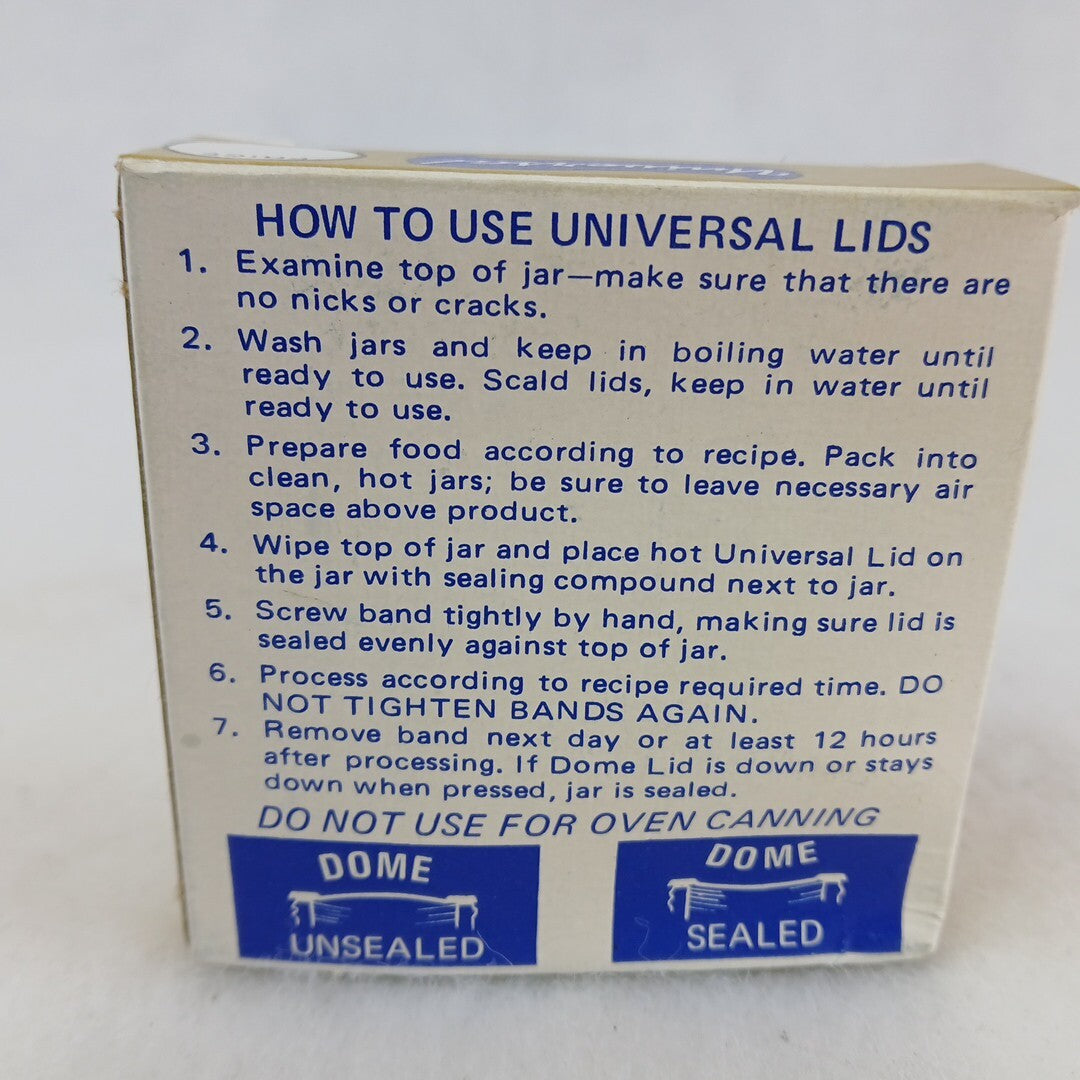 HOW TO USE UNIVERSAL LIDS
1. Examine top of jar—make sure that there are
no nicks or cracks.
2. Wash jars and keep in boiling water until
ready to use. Scald lids, keep in water until
ready to use.
3. Prepare food according to recipe. Pack into
clean, hot jars; be sure to leave necessary air
space above product.
4. Wipe top of jar and place hot Universal Lid on
the jar with sealing compound next to jar.
5. Screw band tightly by hand, making sure lid is
sealed evenly against top of jar.
6. Process according to recipe required time. DO
NOT TIGHTEN BANDS AGAIN.
7. Remove band next day or at least 12 hours
after processing. If Dome Lid is down or stays
down when pressed, jar is sealed.
DO NOT USE FOR OVEN CANNING
DOME
UNSEALED
DOME
SEALED